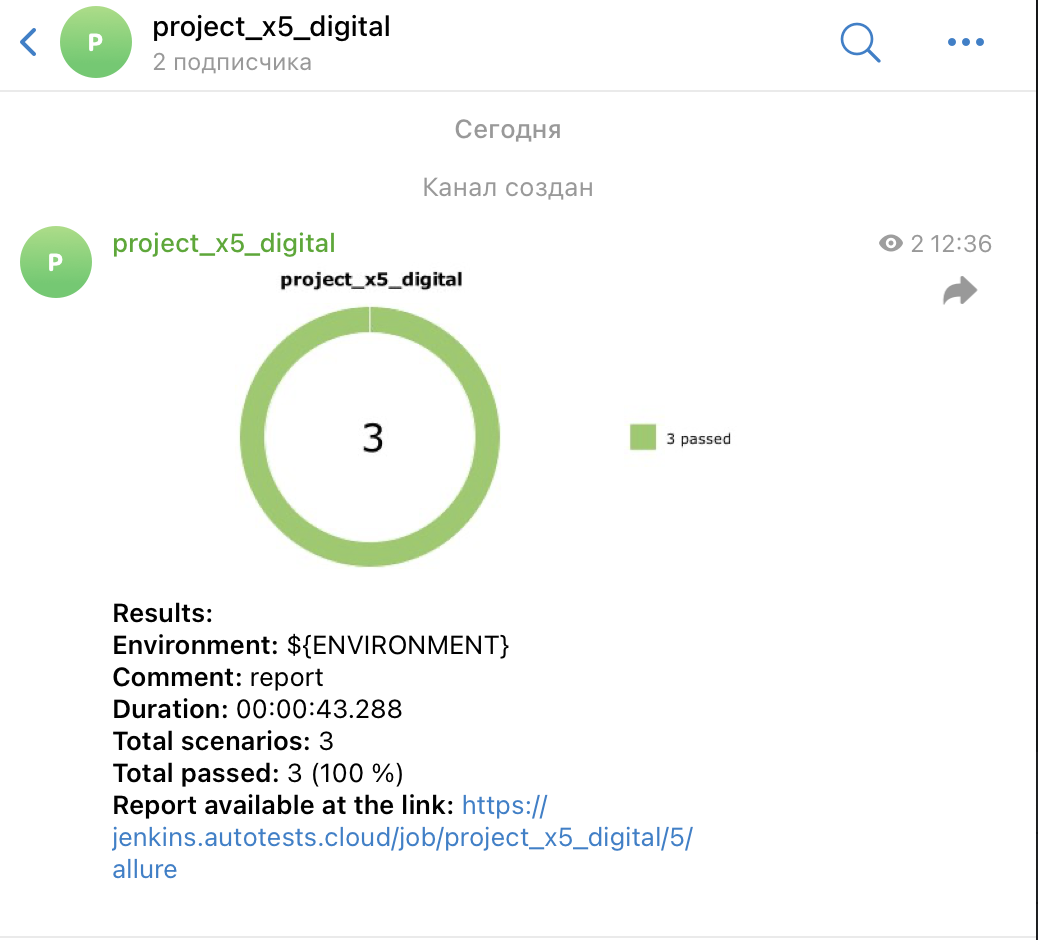 P
project_x5_digital
2 подписчика
Сегодня
Канал создан
P
project_x5_digital
2 12:36
project_x5_digital
3
3 passed
Results:
Environment: ${ENVIRONMENT}
Comment: report
Duration: 00:00:43.288
Total scenarios: 3
Total passed: 3 (100 %)
Report available at the link: https://
jenkins.autotests.cloud/job/project_x5_digital/5/
allure